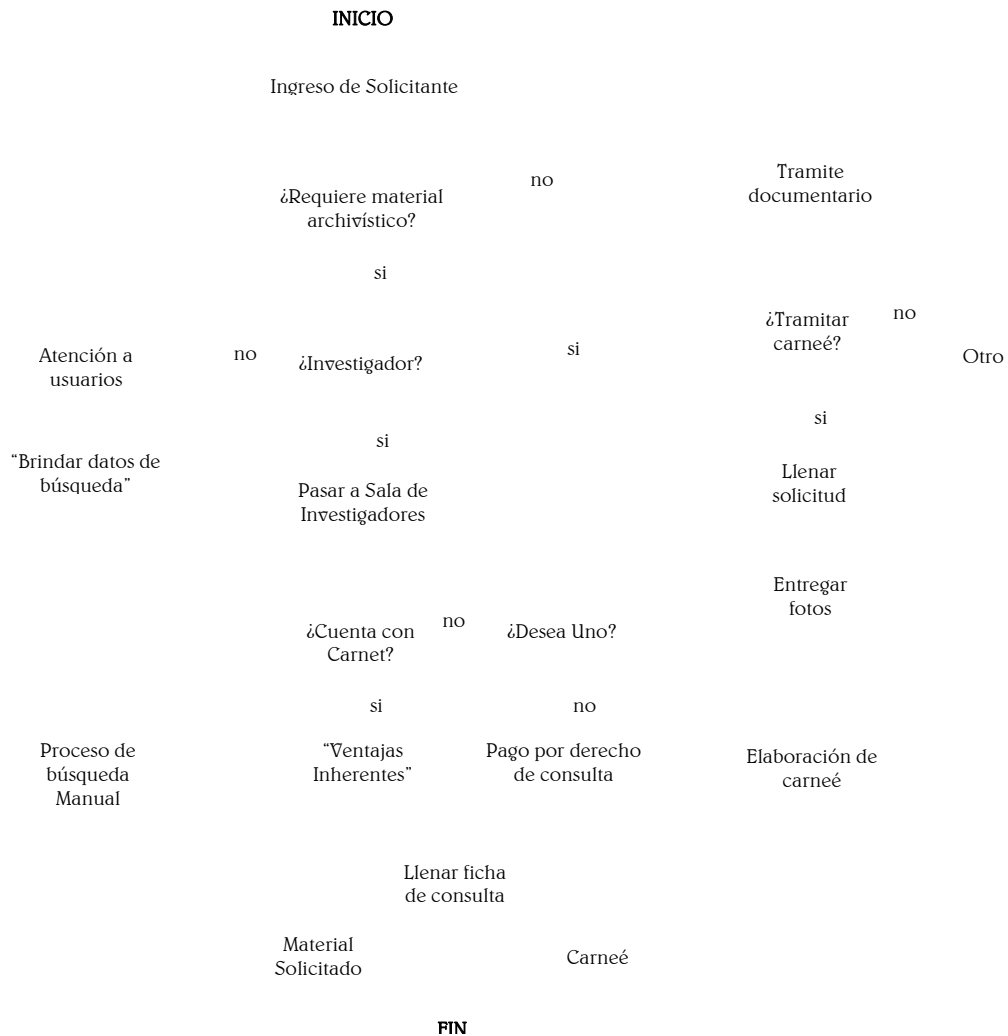 INICIO
Ingreso de Solicitante
¿Requiere material
archivístico?
no
Tramite
documentario
si
¿Tramitar
carneé?
no
Otro
Atención a
usuarios
no
¿Investigador?
si
si
si
"Brindar datos de
búsqueda"
Pasar a Sala de
Investigadores
Llenar
solicitud
Entregar
fotos
¿Cuenta con
Carnet?
no
¿Desea Uno?
si
no
Proceso de
búsqueda
Manual
"Ventajas
Inherentes"
Pago por derecho
de consulta
Elaboración de
carneé
Llenar ficha
de consulta
Material
Solicitado
Carneé
FIN